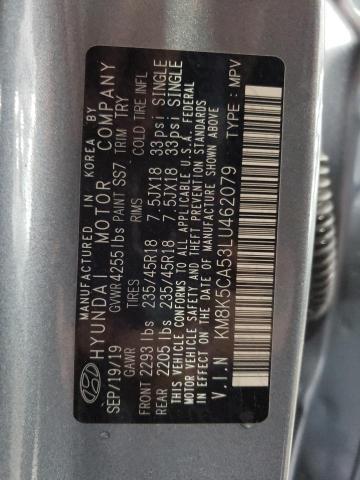 MANUFACTURED IN KOREA BY
HYUNDAI MOTOR COMPANY
SEP/19/19 GVWR 4255lbs PAINT SS7 TRIM TRY
GAWR TIRES RIMS COLD TIRE INFL
FRONT 2293 lbs 235/45R18 7.5JX18 33psi SINGLE
REAR 2205 lbs 235/45R18 7.5JX18 33psi SINGLE
THIS VEHICLE CONFORMS TO ALL APPLICABLE U.S.A. FEDERAL
MOTOR VEHICLE SAFETY AND THEFT PREVENTION STANDARDS
IN EFFECT ON THE DATE OF MANUFACTURE SHOWN ABOVE.
V.I.N KM8K5CA53LU462079 TYPE: MPV